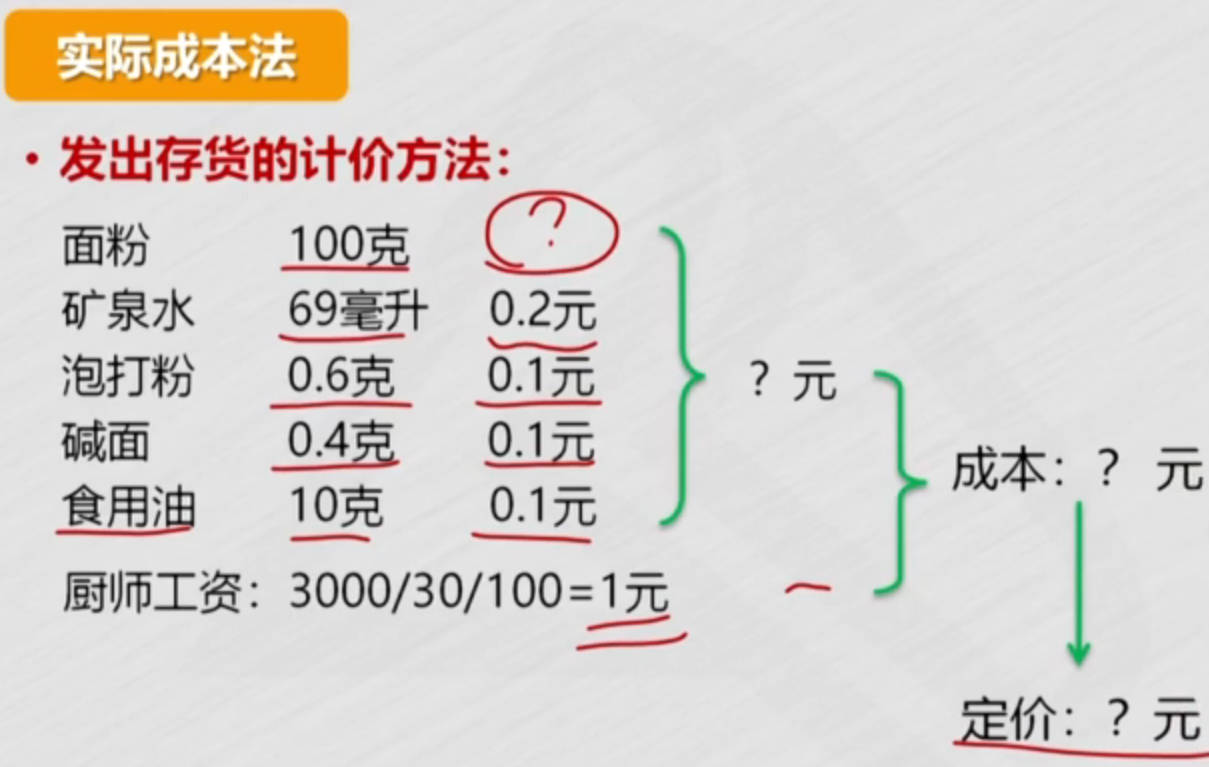 实际成本法
• 发出存货的计价方法：
面粉 100克 ?
矿泉水 69毫升 0.2元
泡打粉 0.6克 0.1元
? 元
碱面 0.4克 0.1元
成本：? 元
食用油 10克 0.1元
厨师工资：3000/30/100=1元
定价：? 元